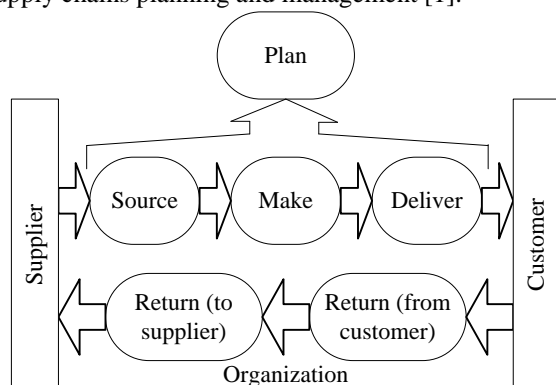 supply chains planning and management [1].
Plan
Supplier
Source
Make
Deliver
Customer
Return (to
supplier)
Return (from
customer)
Organization